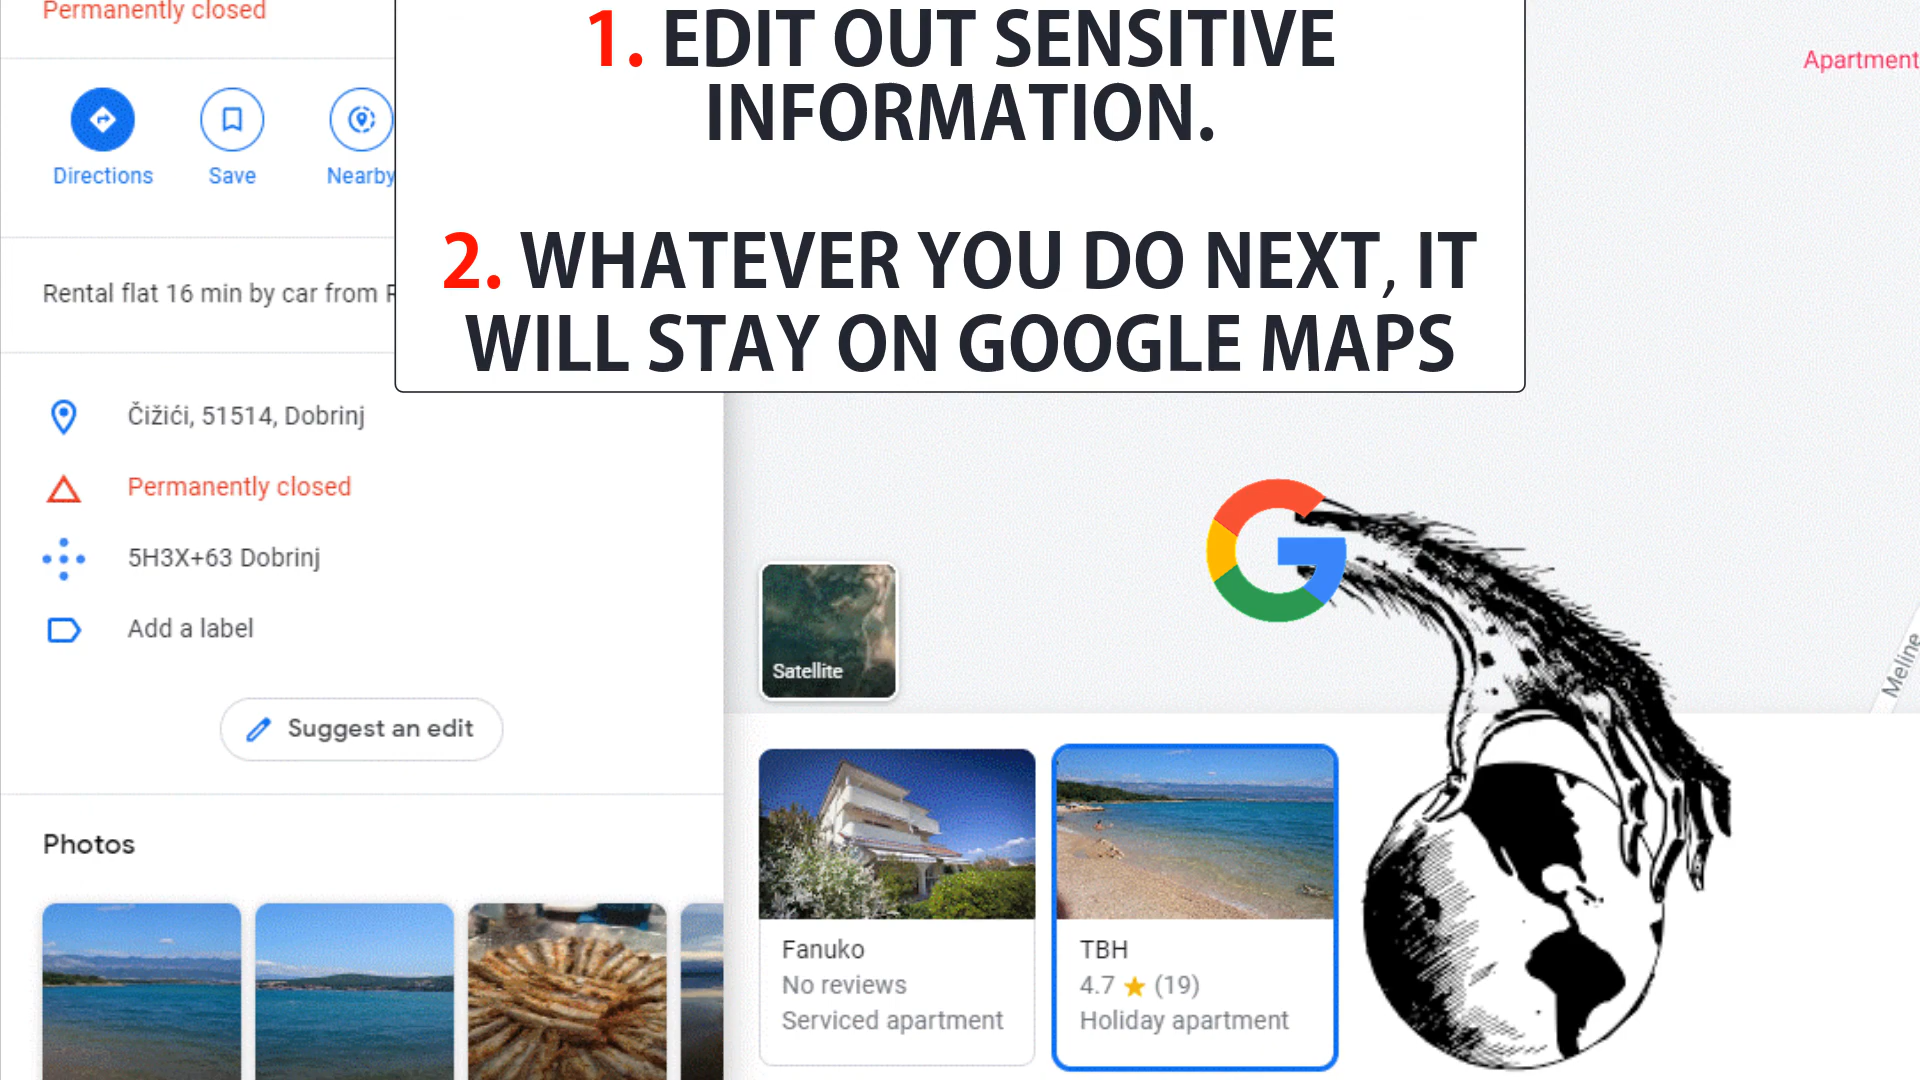 Permanently closed
1. EDIT OUT SENSITIVE
INFORMATION.
2. WHATEVER YOU DO NEXT, IT
WILL STAY ON GOOGLE MAPS
Apartment
Directions
Save
Nearby
Rental flat 16 min by car from
Čižići, 51514, Dobrinj
Permanently closed
5H3X+63 Dobrinj
Add a label
Suggest an edit
Photos
Satellite
Meline
Fanuko
No reviews
Serviced apartment
TBH
4.7 ★ (19)
Holiday apartment